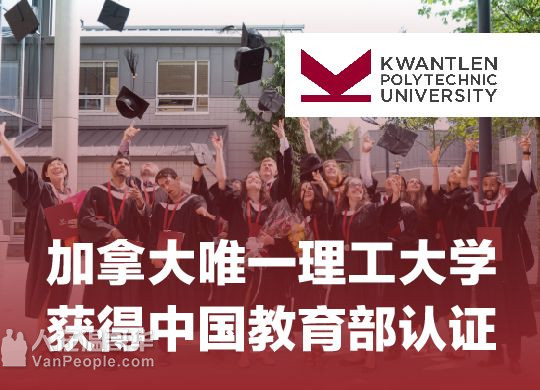 KWANTLEN
POLYTECHNIC
UNIVERSITY
加拿大唯一理工大学
获得中国教育部认证
VanPeople.com